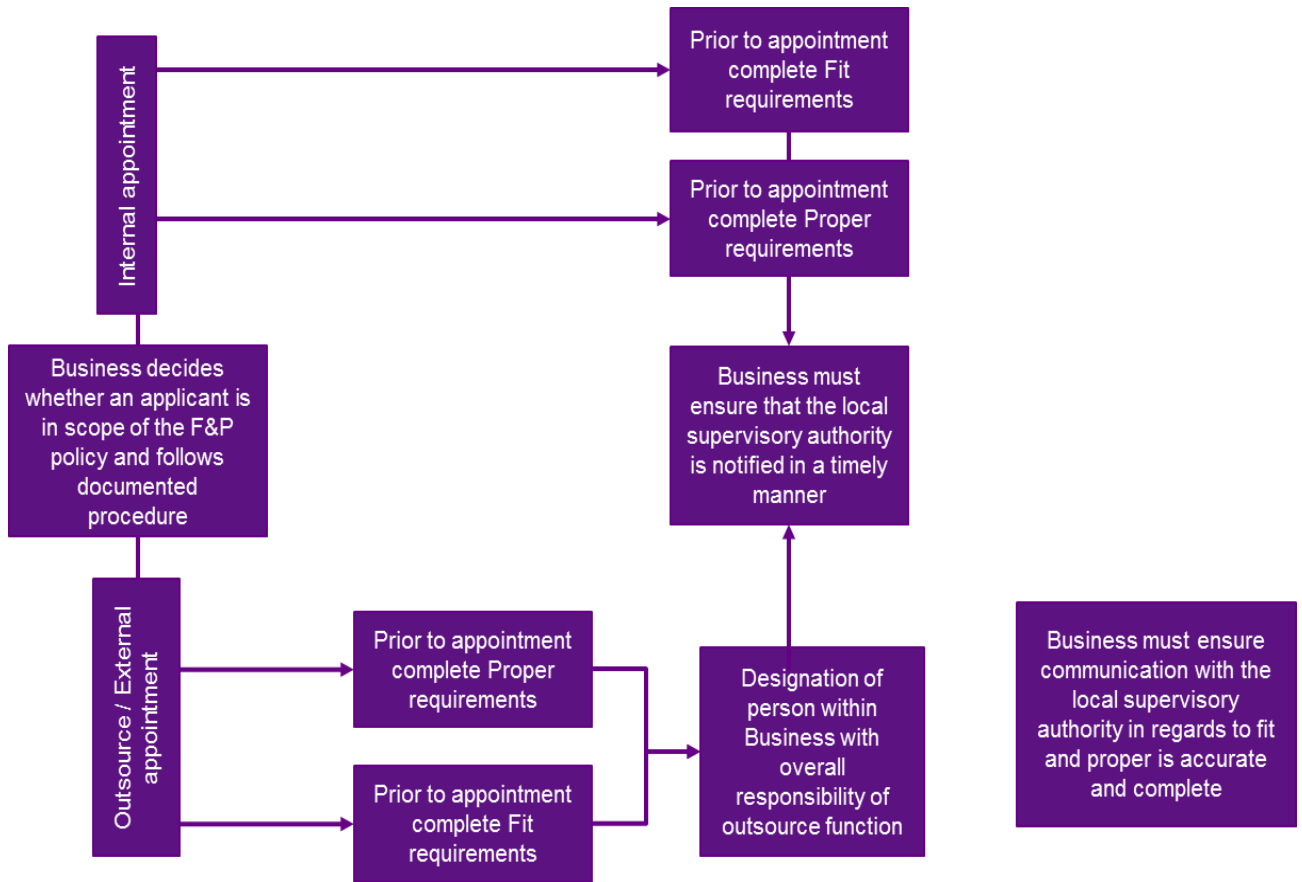 Prior to appointment
complete Fit
requirements
Internal appointment
Prior to appointment
complete Proper
requirements
Business decides
whether an applicant is
in scope of the F&P
policy and follows
documented
procedure
Business must
ensure that the local
supervisory authority
is notified in a timely
manner
Outsource / External
appointment
Prior to appointment
complete Proper
requirements
Prior to appointment
complete Fit
requirements
Designation of
person within
Business with
overall
responsibility of
outsource function
Business must ensure
communication with the
local supervisory
authority in regards to fit
and proper is accurate
and complete